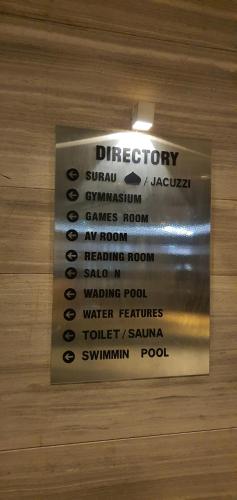 DIRECTORY
SURAU / JACUZZI
GYMNASIUM
GAMES ROOM
AV ROOM
READING ROOM
SALO N
WADING POOL
WATER FEATURES
TOILET / SAUNA
SWIMMIN POOL